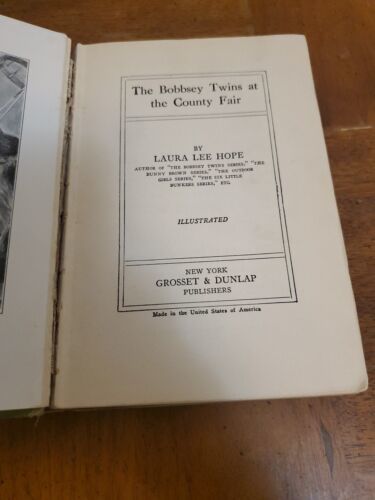 The Bobbsey Twins at
the County Fair
BY
LAURA LEE HOPE
AUTHOR OF "THE BOBBSEY TWINS SERIES," "THE
BUNNY BROWN SERIES," "THE OUTDOOR
GIRLS SERIES," "THE SIX LITTLE
BUNKERS SERIES," ETC.
ILLUSTRATED
NEW YORK
GROSSET & DUNLAP
PUBLISHERS
Made in the United States of America